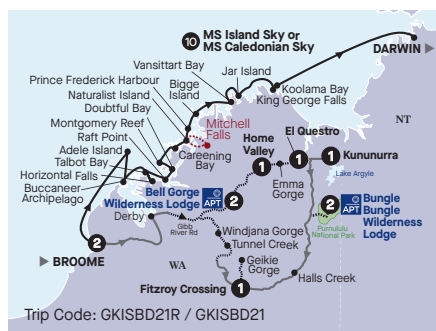 10
MS Island Sky or
MS Caledonian Sky
DARWIN
Vansittart Bay
Jar Island
Prince Frederick Harbour
Naturalist Island
Bigge
Island
Koolama Bay
King George Falls
NT
Doubtful Bay
Montgomery Reef
Raft Point
Adele Island
Talbot Bay
Horizontal
Falls
Buccaneer
Archipelago
Mitchell
Falls
Careening
Bay
Home
Valley
El Questro
1
1
1
Kununurra
Emma
Gorge
Lake Argyle
Bell Gorge
Wilderness Lodge
APT
2
2
APT
Bungle
Bungle
Wilderness
Lodge
Purnululu
National Park
Derby
Gibb
River Rd
Windjana Gorge
Tunnel Creek
Geikie
Gorge
2
BROOME
WA
Halls Creek
Fitzroy Crossing
1
Trip Code: GKISBD21R / GKISBD21